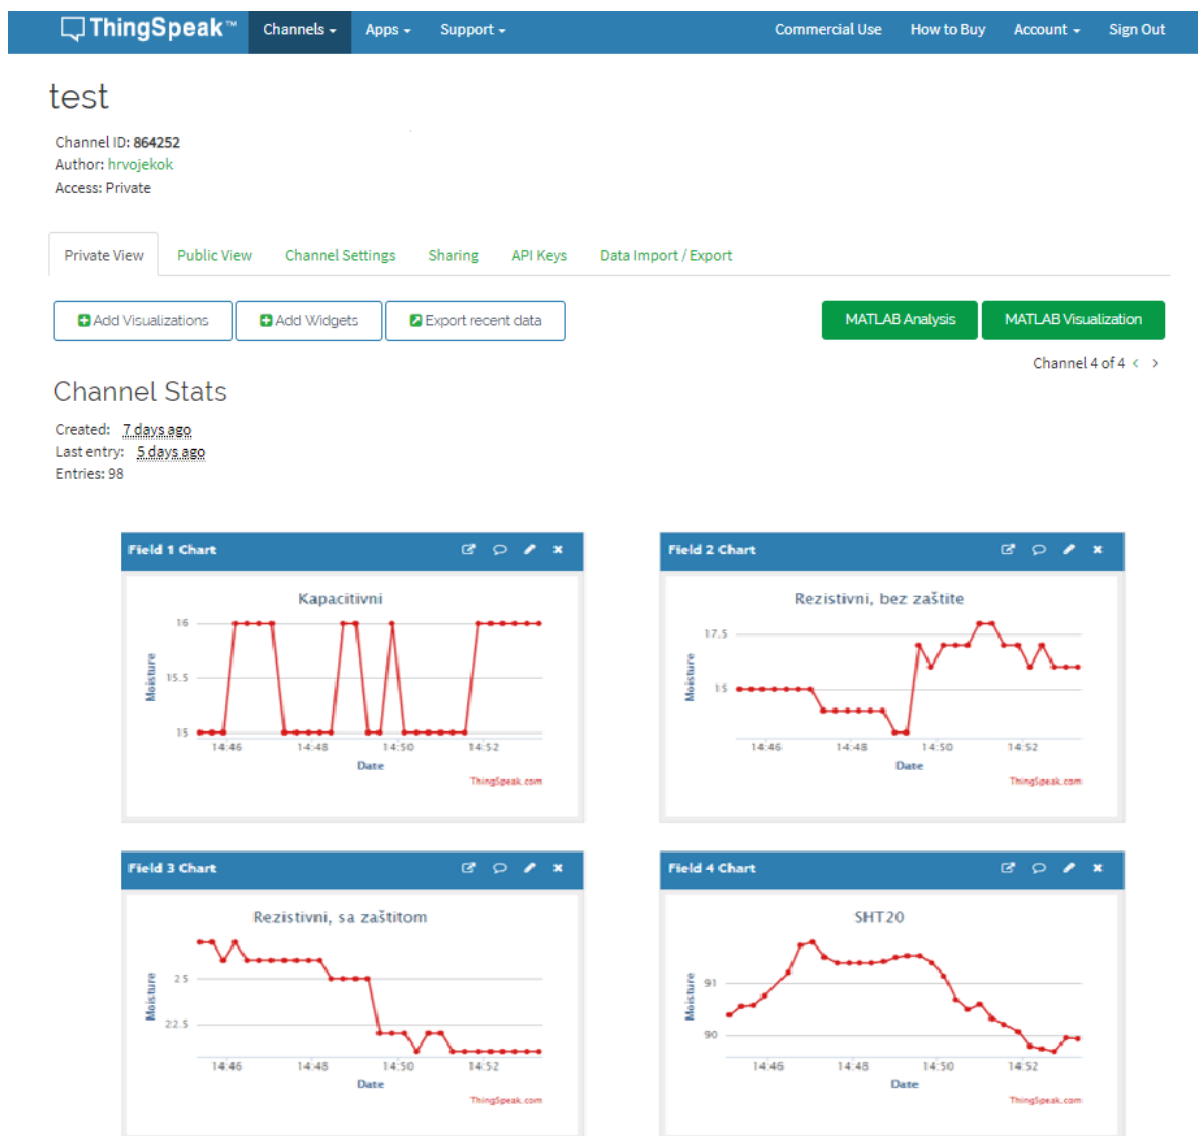 ThingSpeak™ Channels Apps Support Commercial Use How to Buy Account Sign Out
test
Channel ID: 864252
Author: hrvojekok
Access: Private
Private View Public View Channel Settings Sharing API Keys Data Import / Export
Add Visualizations Add Widgets Export recent data MATLAB Analysis MATLAB Visualization
Channel 4 of 4 < >
Channel Stats
Created: 7 days ago
Last entry: 5 days ago
Entries: 98
Field 1 Chart
Kapacitivni
16
15.5
15
Moisture
14:46 14:48 14:50 14:52
Date
ThingSpeak.com
Field 2 Chart
Rezistivni, bez zaštite
17.5
15
Moisture
14:46 14:48 14:50 14:52
Date
ThingSpeak.com
Field 3 Chart
Rezistivni, sa zaštitom
25
22.5
Moisture
14:46 14:48 14:50 14:52
Date
ThingSpeak.com
Field 4 Chart
SHT20
91
90
Moisture
14:46 14:48 14:50 14:52
Date
ThingSpeak.com